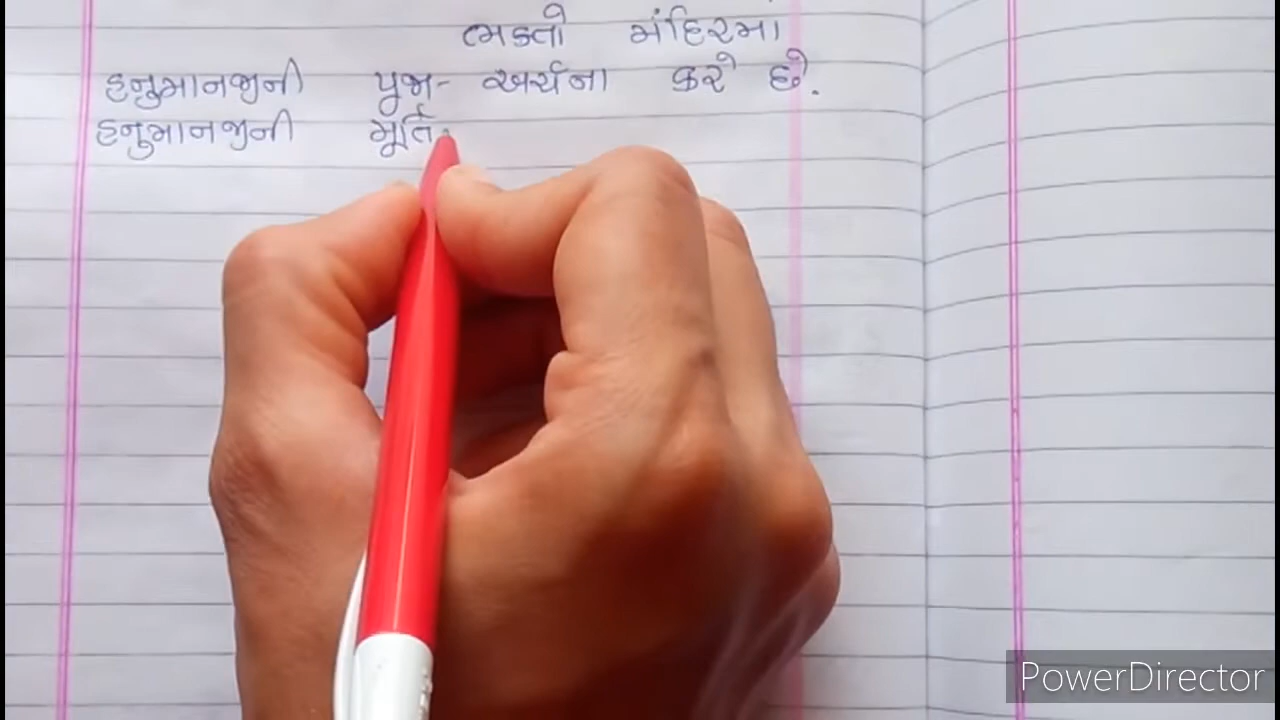 ભક્તો મંદિરમાં
હનુમાનજીની પૂજા- અર્ચના કરે છે.
હનુમાનજીની મૂર્તિ
PowerDirector